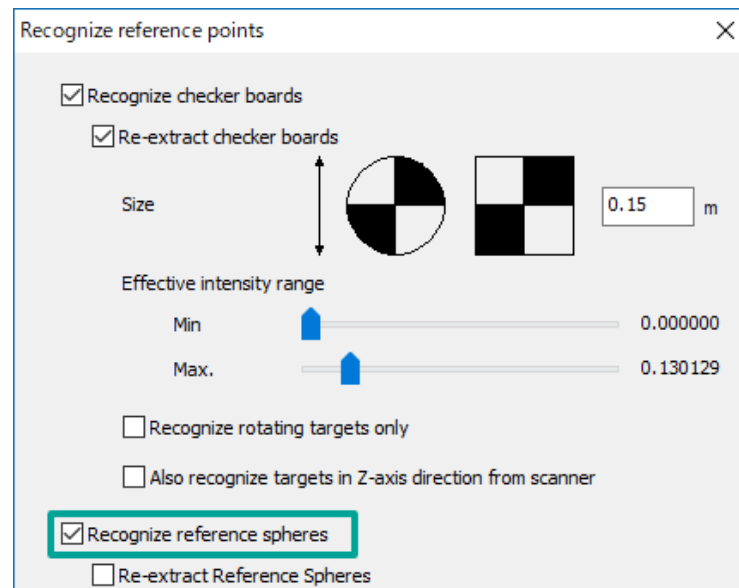 Recognize reference points
Recognize checker boards
Re-extract checker boards
Size 0.15 m
Effective intensity range
Min 0.000000
Max. 0.130129
Recognize rotating targets only
Also recognize targets in Z-axis direction from scanner
Recognize reference spheres
Re-extract Reference Spheres